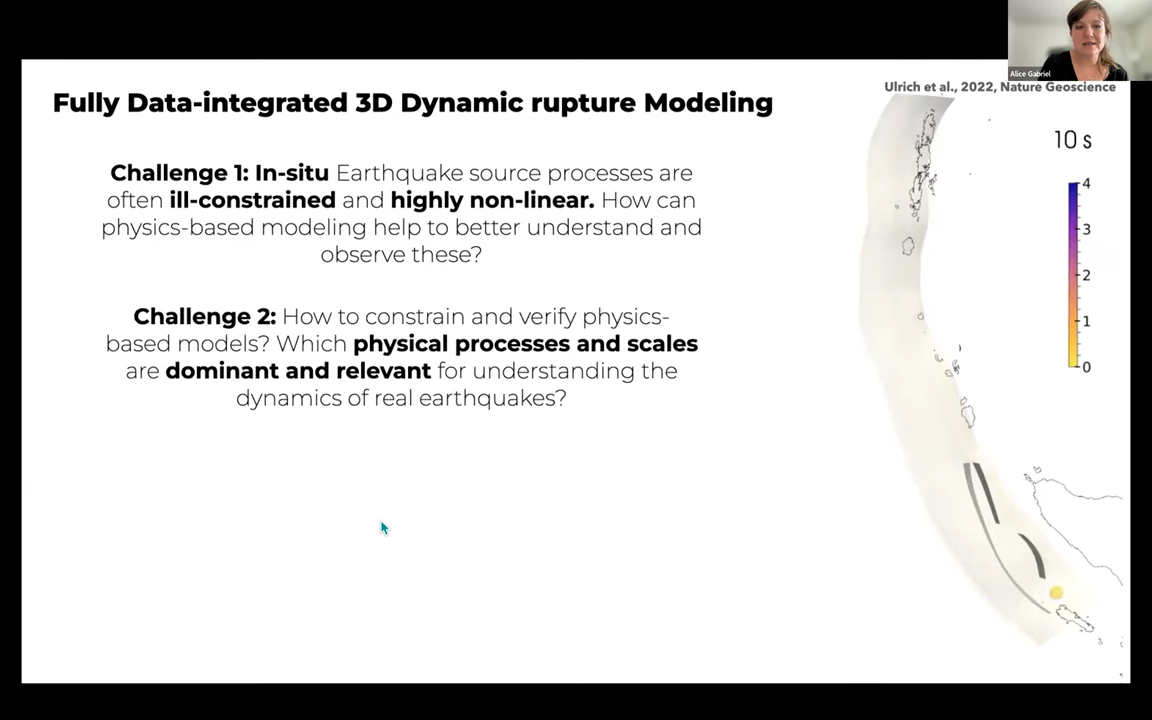 Alice Gabriel
Ulrich et al., 2022, Nature Geoscience
Fully Data-integrated 3D Dynamic rupture Modeling
Challenge 1: In-situ Earthquake source processes are
often ill-constrained and highly non-linear. How can
physics-based modeling help to better understand and
observe these?
Challenge 2: How to constrain and verify physics-
based models? Which physical processes and scales
are dominant and relevant for understanding the
dynamics of real earthquakes?
10 s
4
3
2
1
0